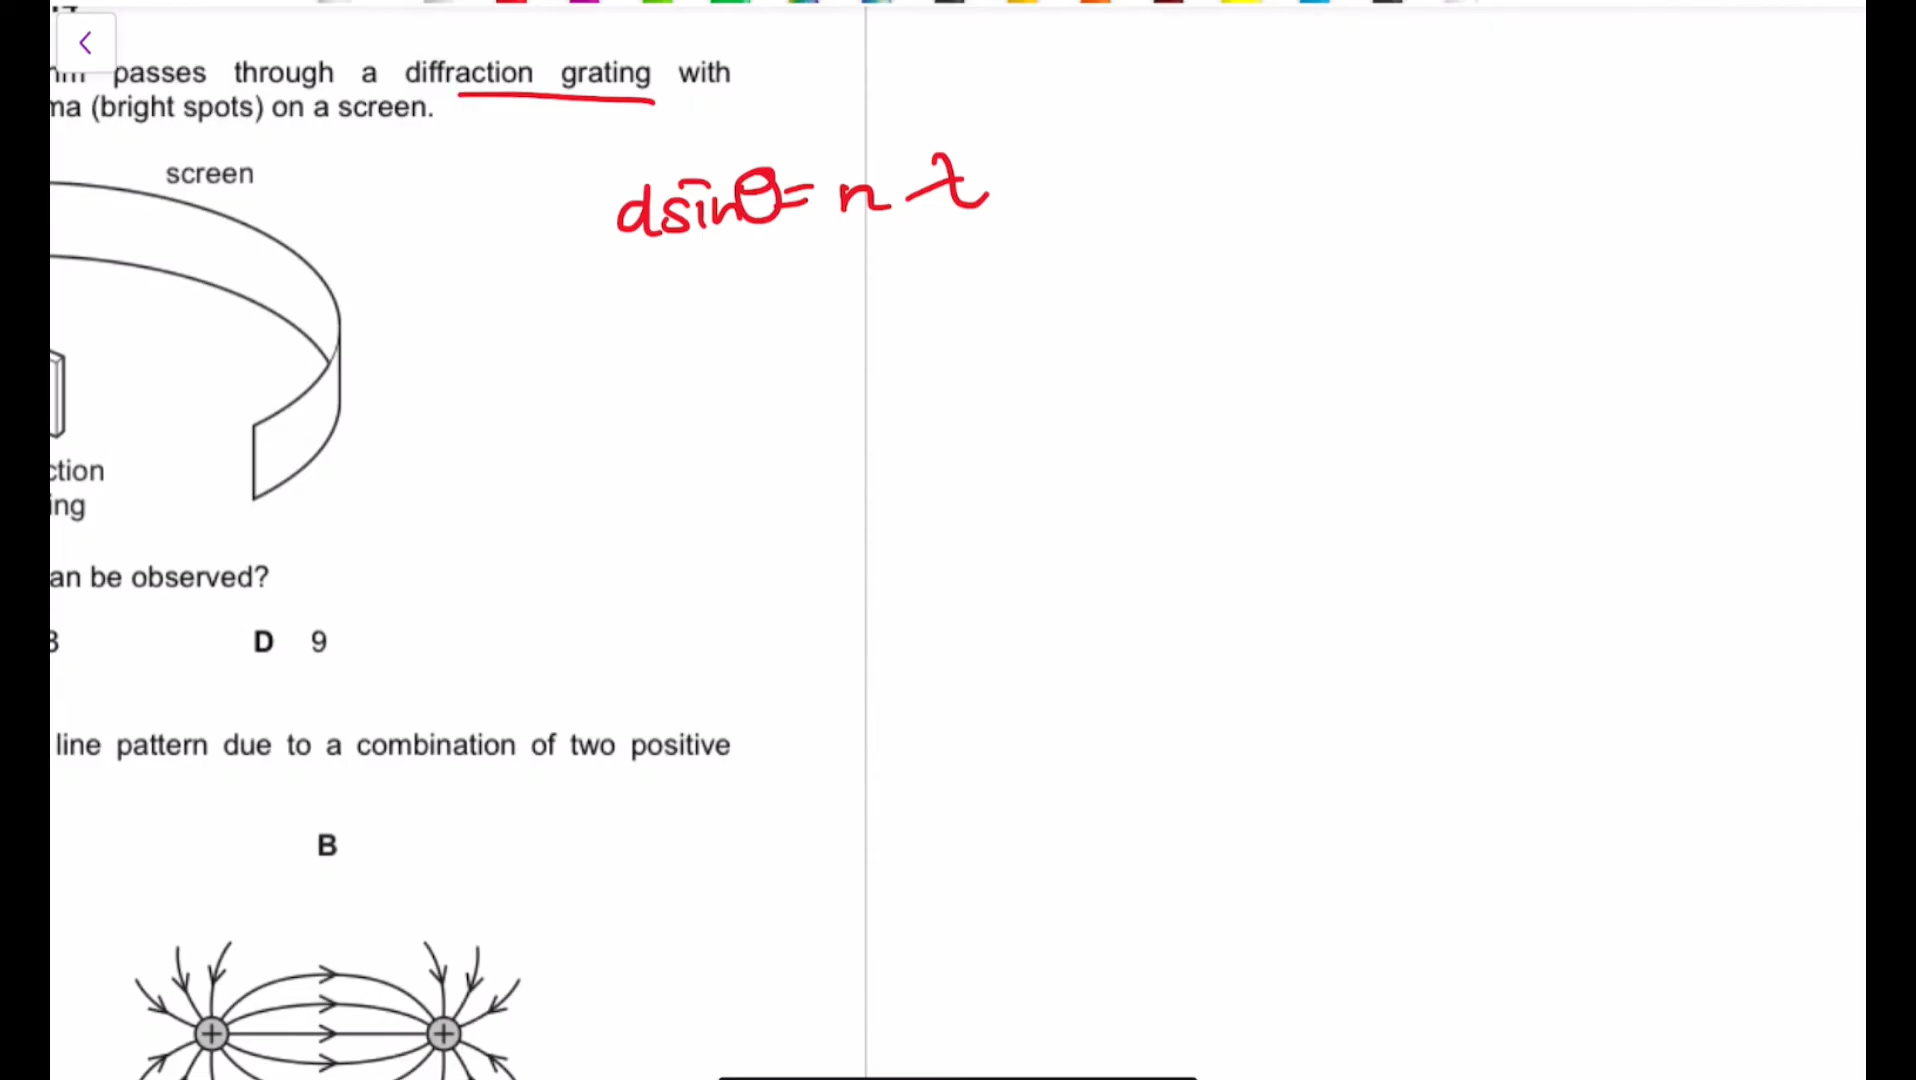 passes through a diffraction grating with
ma (bright spots) on a screen.
screen
dsinθ = n λ
ction
ing
an be observed?
D 9
line pattern due to a combination of two positive
B
+ +